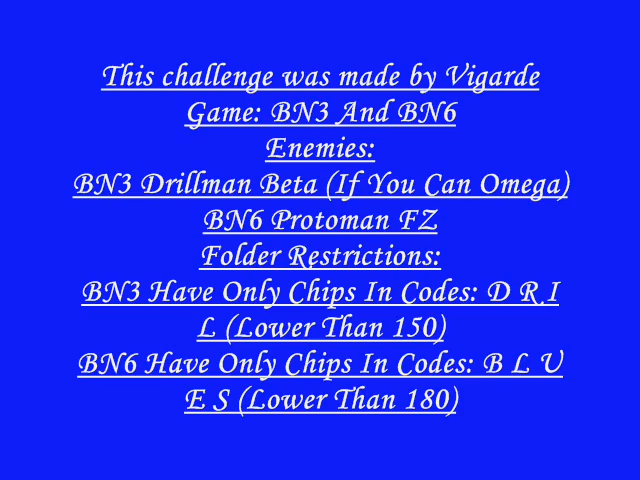 This challenge was made by Vigarde
Game: BN3 And BN6
Enemies:
BN3 Drillman Beta (If You Can Omega)
BN6 Protoman FZ
Folder Restrictions:
BN3 Have Only Chips In Codes: D R I
L (Lower Than 150)
BN6 Have Only Chips In Codes: B L U
E S (Lower Than 180)